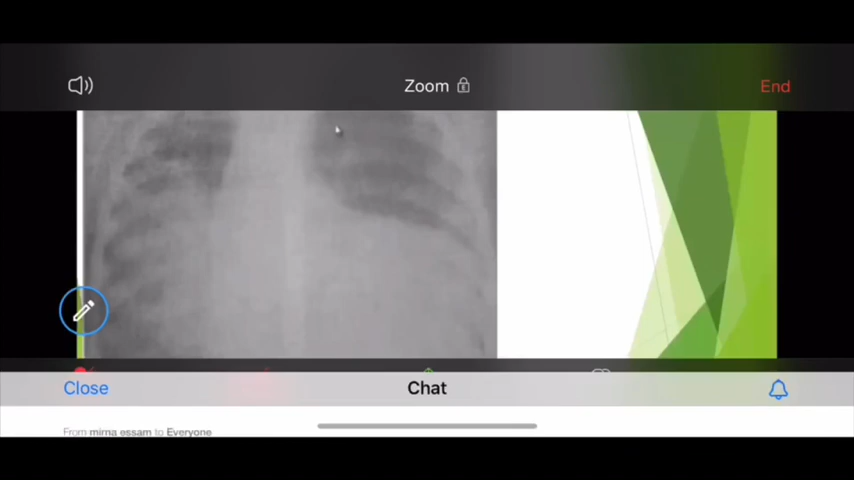 Zoom
End
Close
Chat
From mirna essam to Everyone